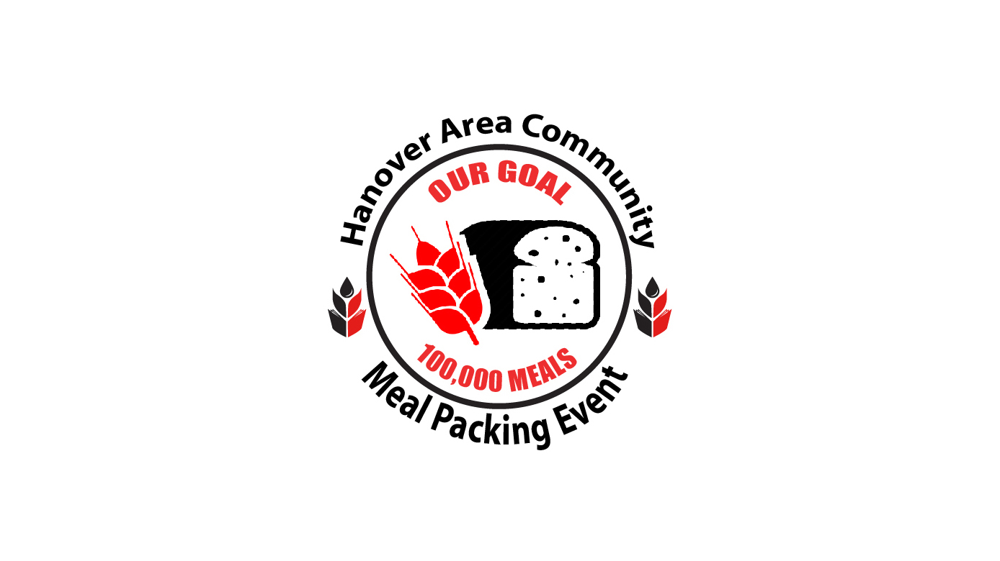 Hanover Area Community
OUR GOAL
100,000 MEALS
Meal Packing Event